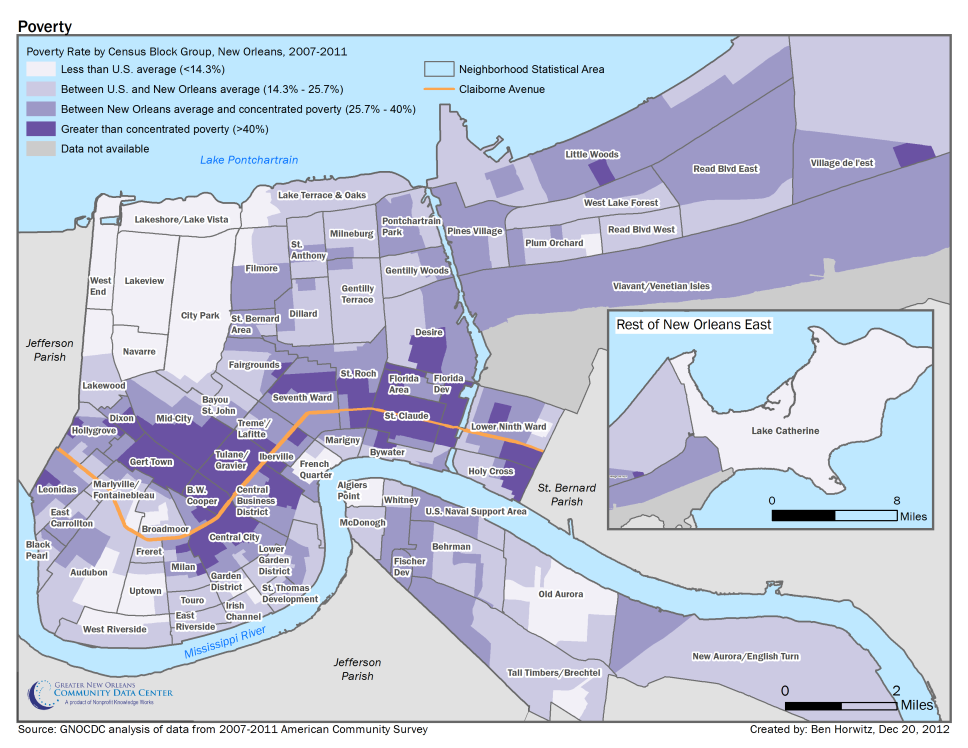 Poverty
Poverty Rate by Census Block Group, New Orleans, 2007-2011
Less than U.S. average (<14.3%)
Between U.S. and New Orleans average (14.3% - 25.7%)
Between New Orleans average and concentrated poverty (25.7% - 40%)
Greater than concentrated poverty (>40%)
Data not available
Neighborhood Statistical Area
Claiborne Avenue
Lake Pontchartrain
Little Woods
Read Blvd East
Village de l'est
Lake Terrace & Oaks
West Lake Forest
Lakeshore/Lake Vista
Pontchartrain
Park
Milneburg
Pines Village
Read Blvd West
Plum Orchard
St.
Anthony
Filmore
Gentilly Woods
West
End
Lakeview
Gentilly
Terrace
Viavant/Venetian Isles
City Park
St. Bernard
Area
Dillard
Desire
Rest of New Orleans East
Jefferson
Parish
Navarre
Fairgrounds
St. Roch
Florida
Area
Florida
Dev
Lakewood
Seventh Ward
Bayou
St. John
Dixon
Mid-City
St. Claude
Treme'/
Lafitte
Lower Ninth Ward
Hollygrove
Marigny
Bywater
Lake Catherine
Gert Town
Tulane/
Gravier
Iberville
French
Quarter
Holy Cross
St. Bernard
Parish
Leonidas
Marlyville/
Fontainebleau
B.W.
Cooper
Central
Business
District
Algiers
Point
Whitney
U.S. Naval Support Area
0 8
Miles
East
Carrollton
Broadmoor
McDonogh
Black
Pearl
Freret
Central City
Lower
Garden
District
Behrman
Fischer
Dev
Audubon
Milan
Garden
District
St. Thomas
Development
Uptown
Touro
Irish
Channel
Old Aurora
East
Riverside
West Riverside
Mississippi River
Jefferson
Parish
New Aurora/English Turn
Tall Timbers/Brechtel
GREATER NEW ORLEANS
COMMUNITY DATA CENTER
A product of Nonprofit Knowledge Works
0 2
Miles
Source: GNOCDC analysis of data from 2007-2011 American Community Survey
Created by: Ben Horwitz, Dec 20, 2012